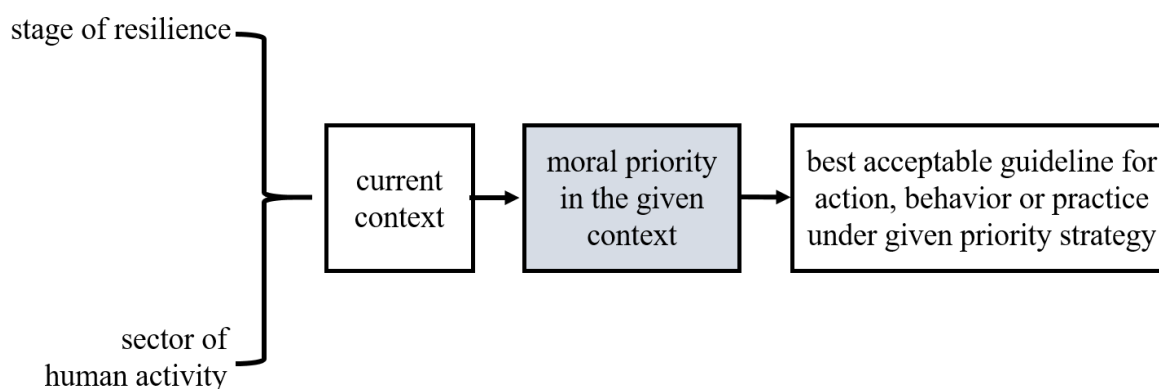 stage of resilience
current
context
moral priority
in the given
context
best acceptable guideline for
action, behavior or practice
under given priority strategy
sector of
human activity